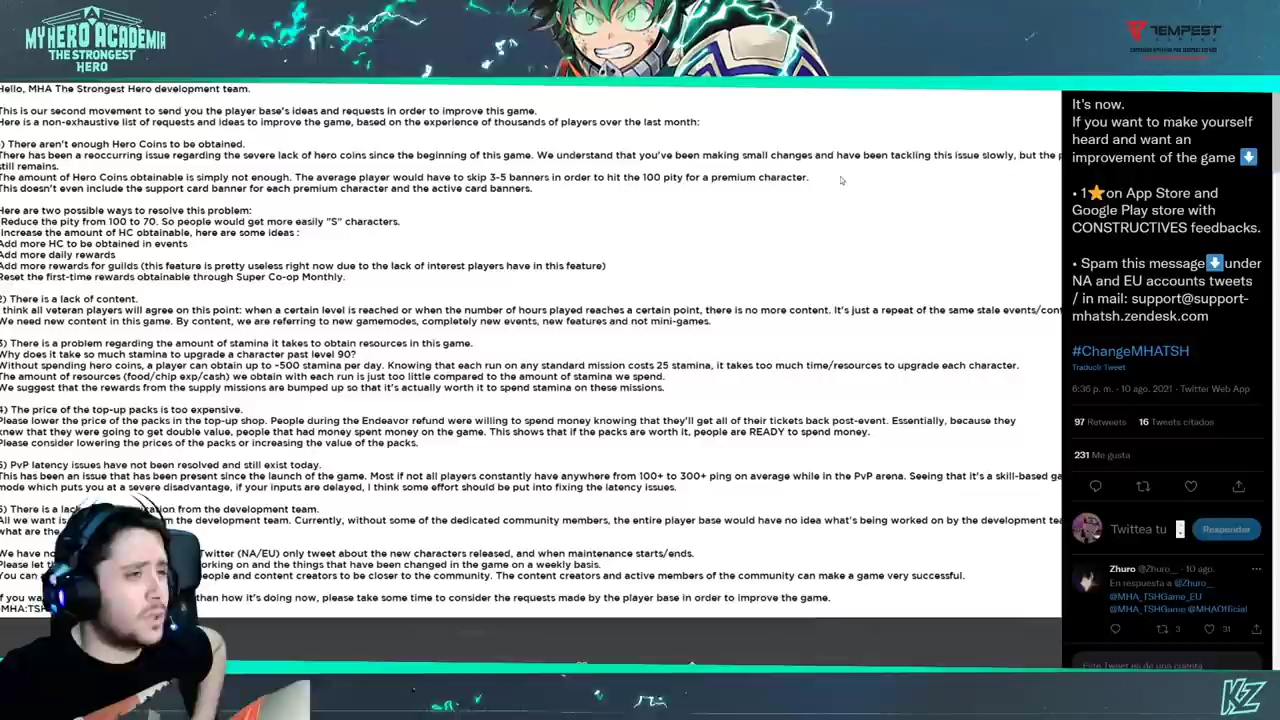 MY HERO ACADEMIA
THE STRONGEST
HERO
TEMPEST
Hello, MHA The Strongest Hero development team.
This is our second movement to send you the player base's ideas and requests in order to improve this game.
Here is a non-exhaustive list of requests and ideas to improve the game, based on the experience of thousands of players over the last month:
) There aren't enough Hero Coins to be obtained.
There has been a reoccurring issue regarding the severe lack of hero coins since the beginning of this game. We understand that you've been making small changes and have been tackling this issue slowly, but the p
still remains.
The amount of Hero Coins obtainable is simply not enough. The average player would have to skip 3-5 banners in order to hit the 100 pity for a premium character.
This doesn't even include the support card banner for each premium character and the active card banners.
Here are two possible ways to resolve this problem:
Reduce the pity from 100 to 70. So people would get more easily "S" characters.
Increase the amount of HC obtainable, here are some ideas :
Add more HC to be obtained in events
Add more daily rewards
Add more rewards for guilds (this feature is pretty useless right now due to the lack of interest players have in this feature)
Reset the first-time rewards obtainable through Super Co-op Monthly.
2) There is a lack of content.
think all veteran players will agree on this point: when a certain level is reached or when the number of hours played reaches a certain point, there is no more content. It's just a repeat of the same stale events/cont
We need new content in this game. By content, we are referring to new gamemodes, completely new events, new features and not mini-games.
3) There is a problem regarding the amount of stamina it takes to obtain resources in this game.
Why does it take so much stamina to upgrade a character past level 90?
Without spending hero coins, a player can obtain up to ~500 stamina per day. Knowing that each run on any standard mission costs 25 stamina, it takes too much time/resources to upgrade each character.
The amount of resources (food/chip exp/cash) we obtain with each run is just too little compared to the amount of stamina we spend.
We suggest that the rewards from the supply missions are bumped up so that it's actually worth it to spend stamina on these missions.
4) The price of the top-up packs is too expensive.
Please lower the price of the packs in the top-up shop. People during the Endeavor refund were willing to spend money knowing that they'll get all of their tickets back post-event. Essentially, because they
knew that they were going to get double value, people that had money spent money on the game. This shows that if the packs are worth it, people are READY to spend money.
Please consider lowering the prices of the packs or increasing the value of the packs.
5) PvP latency issues have not been resolved and still exist today.
This has been an issue that has been present since the launch of the game. Most if not all players constantly have anywhere from 100+ to 300+ ping on average while in the PvP arena. Seeing that it's a skill-based ga
mode which puts you at a severe disadvantage, if your inputs are delayed, I think some effort should be put into fixing the latency issues.
) There is a lack cation from the development team.
All we want is m the development team. Currently, without some of the dedicated community members, the entire player base would have no idea what's being worked on by the development tea
what are the
We have no Twitter (NA/EU) only tweet about the new characters released, and when maintenance starts/ends.
Please let th orking on and the things that have been changed in the game on a weekly basis.
You can a people and content creators to be closer to the community. The content creators and active members of the community can make a game very successful.
f you wa than how it's doing now, please take some time to consider the requests made by the player base in order to improve the game.
MHA:TSH
It's now.
If you want to make yourself
heard and want an
improvement of the game ⬇️
• 1⭐on App Store and
Google Play store with
CONSTRUCTIVES feedbacks.
• Spam this message⬇️under
NA and EU accounts tweets
/ in mail: support@support-
mhatsh.zendesk.com
#ChangeMHATSH
Traducir Tweet
6:36 p. m. · 10 ago. 2021 · Twitter Web App
97 Retweets 16 Tweets citados
231 Me gusta
Twittea tu
Responder
Zhuro @Zhuro__ · 10 ago.
En respuesta a @Zhuro__
@MHA_TSHGame_EU
@MHA_TSHGame @MHAOfficial
3 31
Este Tweet es de una cuenta
KZ